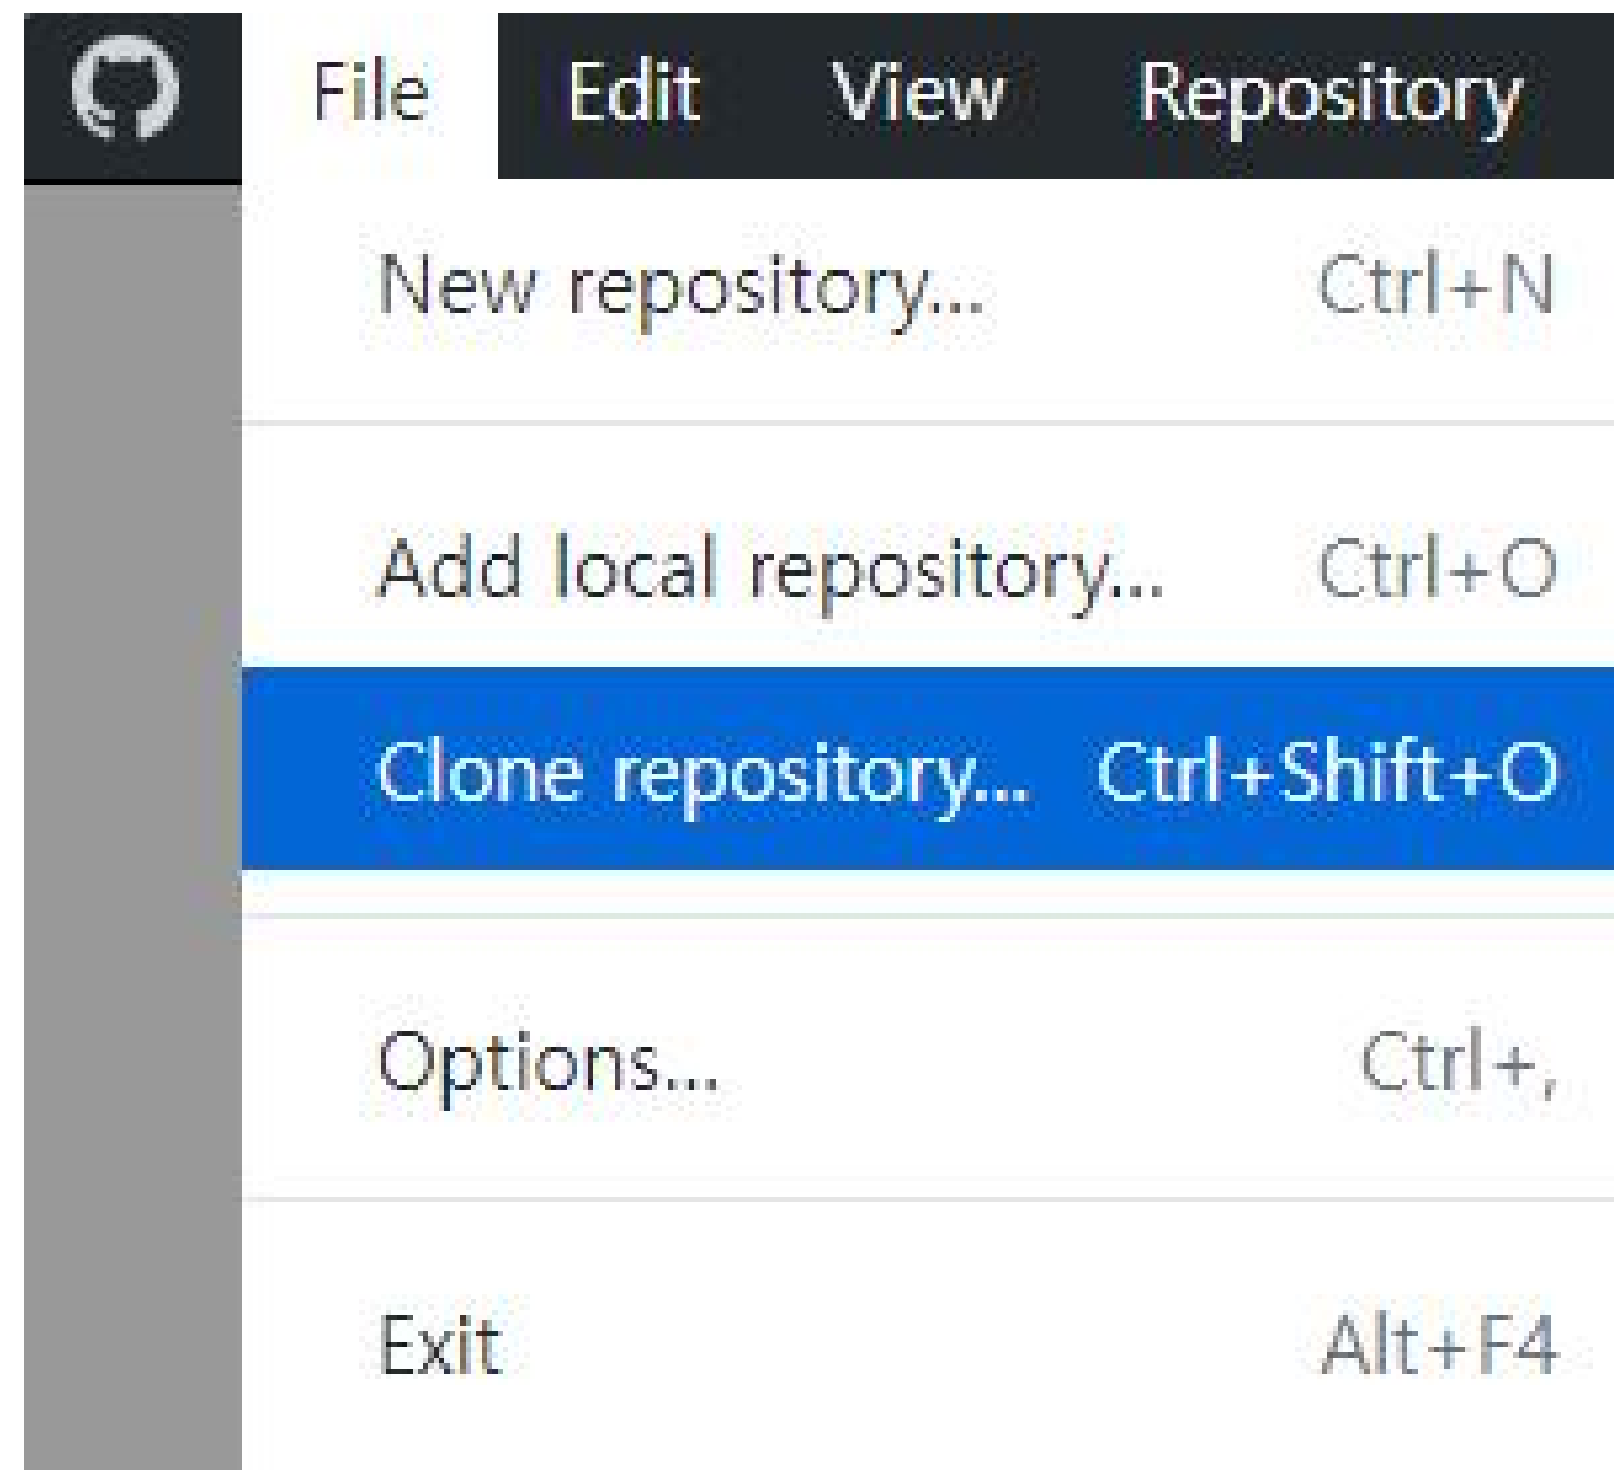 File Edit View Repository
New repository... Ctrl+N
Add local repository... Ctrl+O
Clone repository... Ctrl+Shift+O
Options... Ctrl+,
Exit Alt+F4